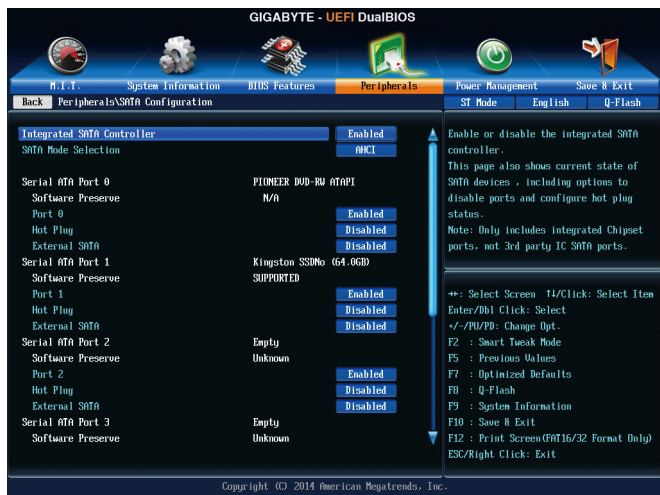 GIGABYTE - UEFI DualBIOS
M.I.T.
System Information
BIOS Features
Peripherals
Power Management
Save & Exit
Back Peripherals\SATA Configuration
ST Mode
English
Q-Flash
Integrated SATA Controller Enabled
SATA Mode Selection AHCI
Serial ATA Port 0 PIONEER DVD-RW ATAPI
Software Preserve N/A
Port 0 Enabled
Hot Plug Disabled
External SATA Disabled
Serial ATA Port 1 Kingston SSDNo (64.0GB)
Software Preserve SUPPORTED
Port 1 Enabled
Hot Plug Disabled
External SATA Disabled
Serial ATA Port 2 Empty
Software Preserve Unknown
Port 2 Enabled
Hot Plug Disabled
External SATA Disabled
Serial ATA Port 3 Empty
Software Preserve Unknown
Enable or disable the integrated SATA
controller.
This page also shows current state of
SATA devices , including options to
disable ports and configure hot plug
status.
Note: Only includes integrated Chipset
ports, not 3rd party IC SATA ports.
→←: Select Screen ↑↓/Click: Select Item
Enter/Dbl Click: Select
+/-/PU/PD: Change Opt.
F2 : Smart Tweak Mode
F5 : Previous Values
F7 : Optimized Defaults
F8 : Q-Flash
F9 : System Information
F10 : Save & Exit
F12 : Print Screen(FAT16/32 Format Only)
ESC/Right Click: Exit
Copyright (C) 2014 American Megatrends, Inc.